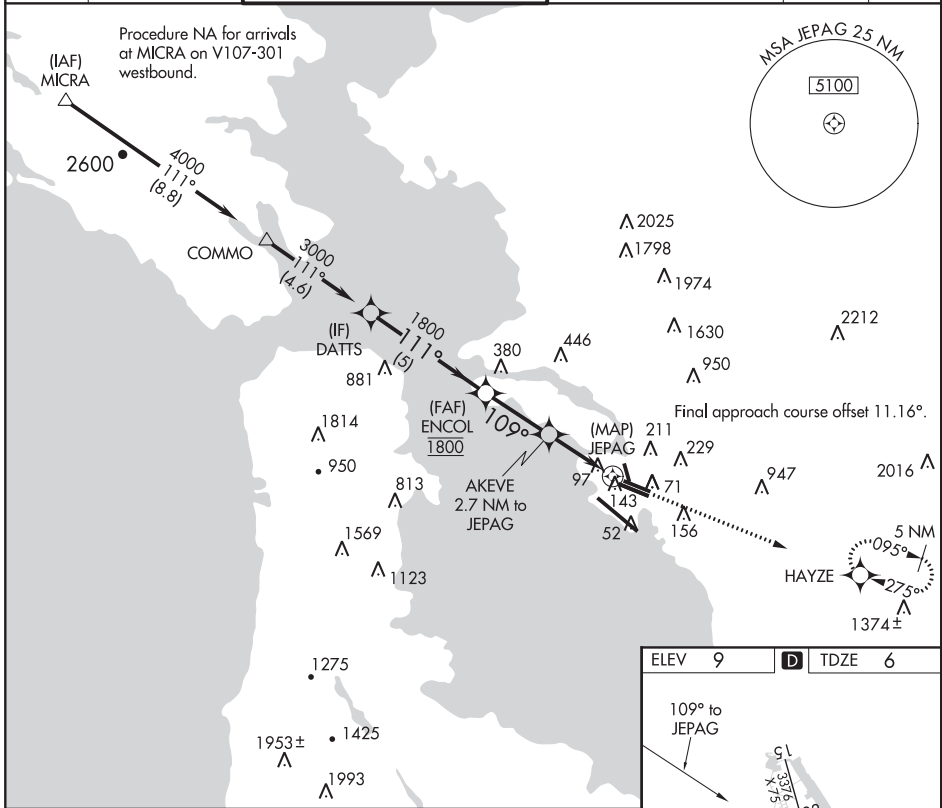 Procedure NA for arrivals
at MICRA on V107-301
westbound.
(IAF)
MICRA
2600
4000
111°
(8.8)
COMMO
3000
111°
(4.6)
(IF)
DATTS
1800
111°
(5)
MSA JEPAG 25 NM
5100
2025
1798
1974
1630
2212
950
446
380
881
(FAF)
ENCOL
1800
109°
AKEVE
2.7 NM to
JEPAG
(MAP)
JEPAG
Final approach course offset 11.16°.
211
229
97
143
71
52
156
947
2016
1814
950
813
1569
1123
5 NM
095°
275°
HAYZE
1374±
1275
1425
1953±
1993
ELEV 9
D
TDZE 6
109° to
JEPAG
15
3376
X 75